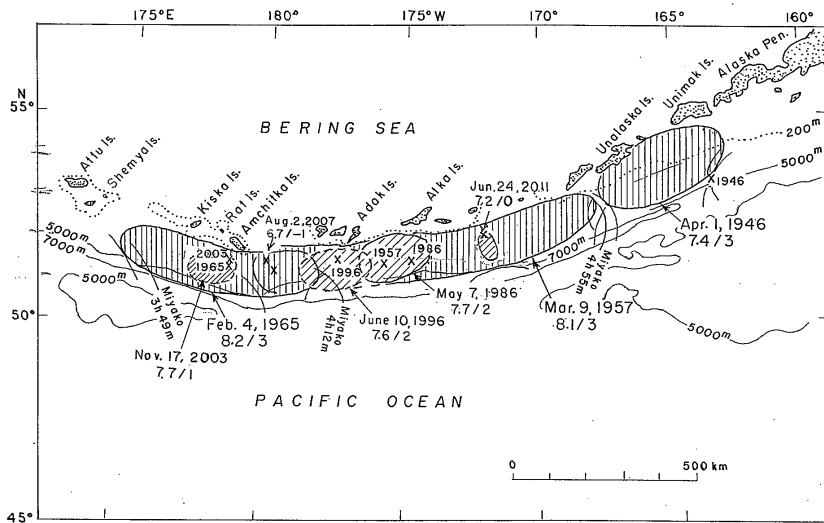 175°E 180° 175°W 170° 165° 160°
N
55°
50°
45°
BERING SEA
PACIFIC OCEAN
Attu Is.
Shemya Is.
Kiska Is.
Rat Is.
Amchilka Is.
Adak Is.
Atka Is.
Unalaska Is.
Unimak Is.
Alaska Pen.
Aug. 2, 2007
6.7/-1
Jun. 24, 2011
7.2/0
200m
5000m
1946
Apr. 1, 1946
7.4/3
2003
1965
1996
1957
1986
5000m
7000m
5000m
7000m
5000m
Miyako
3h 49m
Miyako
4h12m
Miyako
4h 55m
Feb. 4, 1965
8.2/3
Nov. 17, 2003
7.7/1
June 10, 1996
7.6/2
May 7, 1986
7.7/2
Mar. 9, 1957
8.1/3
0 500 km